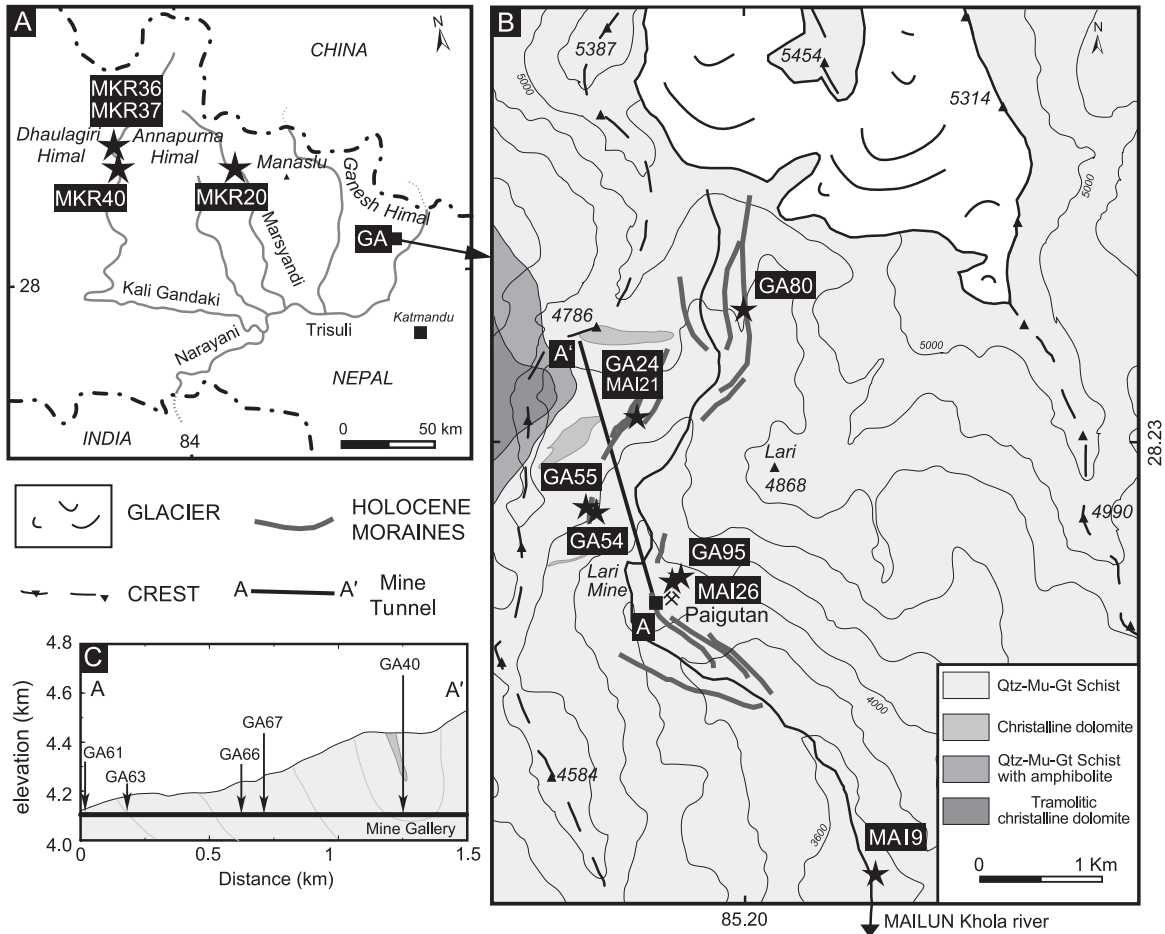 A
N
CHINA
MKR36
MKR37
Dhaulagiri
Himal
Annapurna
Himal
Manaslu
Ganesh Himal
MKR40
MKR20
Marsyandi
GA
28
Kali Gandaki
Trisuli
Katmandu
Narayani
NEPAL
INDIA
84
0
50 km
GLACIER
HOLOCENE
MORAINES
CREST
A
A'
Mine
Tunnel
C
4.8
4.6
4.4
4.2
4.0
elevation (km)
A
A'
GA40
GA67
GA61
GA66
GA63
Mine Gallery
0
0.5
1
1.5
Distance (km)
B
N
5387
5454
5314
5000
5000
GA80
4786
A'
GA24
MAI21
5000
28.23
Lari
4868
GA55
GA54
4990
GA95
Lari
Mine
MAI26
Paigutan
A
4000
4584
3600
MAI9
Qtz-Mu-Gt Schist
Christalline dolomite
Qtz-Mu-Gt Schist
with amphibolite
Tramolitic
christalline dolomite
0
1 Km
85.20
MAILUN Khola river